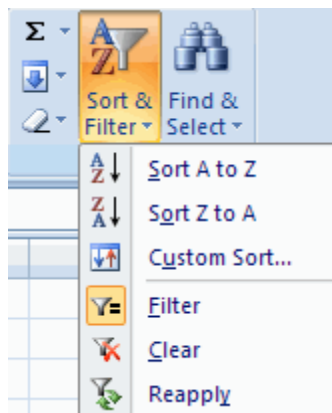 Σ
Sort & Find &
Filter Select
Sort A to Z
Sort Z to A
Custom Sort...
Filter
Clear
Reapply